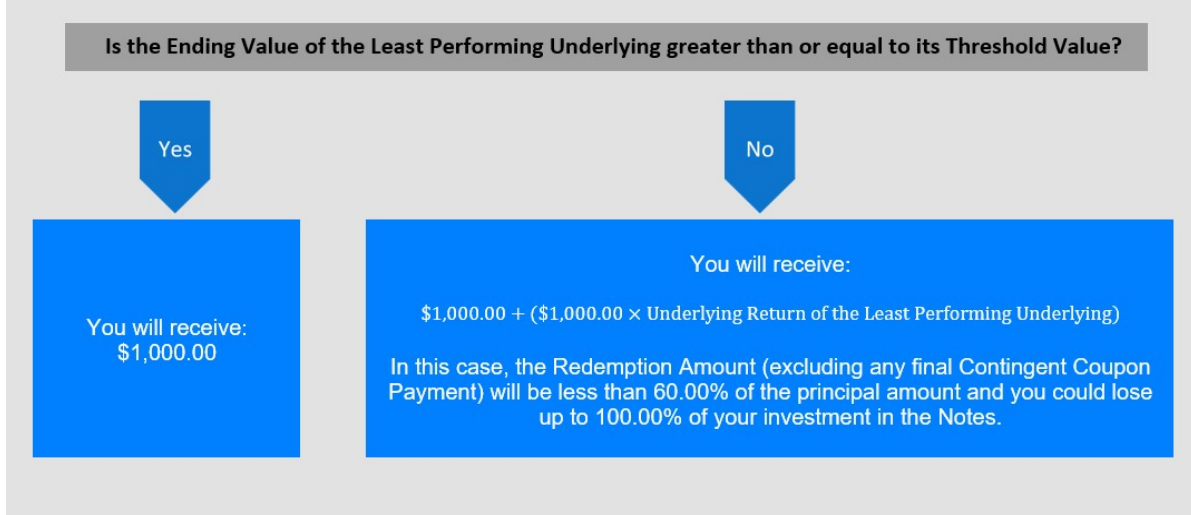 Is the Ending Value of the Least Performing Underlying greater than or equal to its Threshold Value?
Yes
No
You will receive:
$1,000.00
You will receive:
$1,000.00 + ($1,000.00 × Underlying Return of the Least Performing Underlying)
In this case, the Redemption Amount (excluding any final Contingent Coupon
Payment) will be less than 60.00% of the principal amount and you could lose
up to 100.00% of your investment in the Notes.